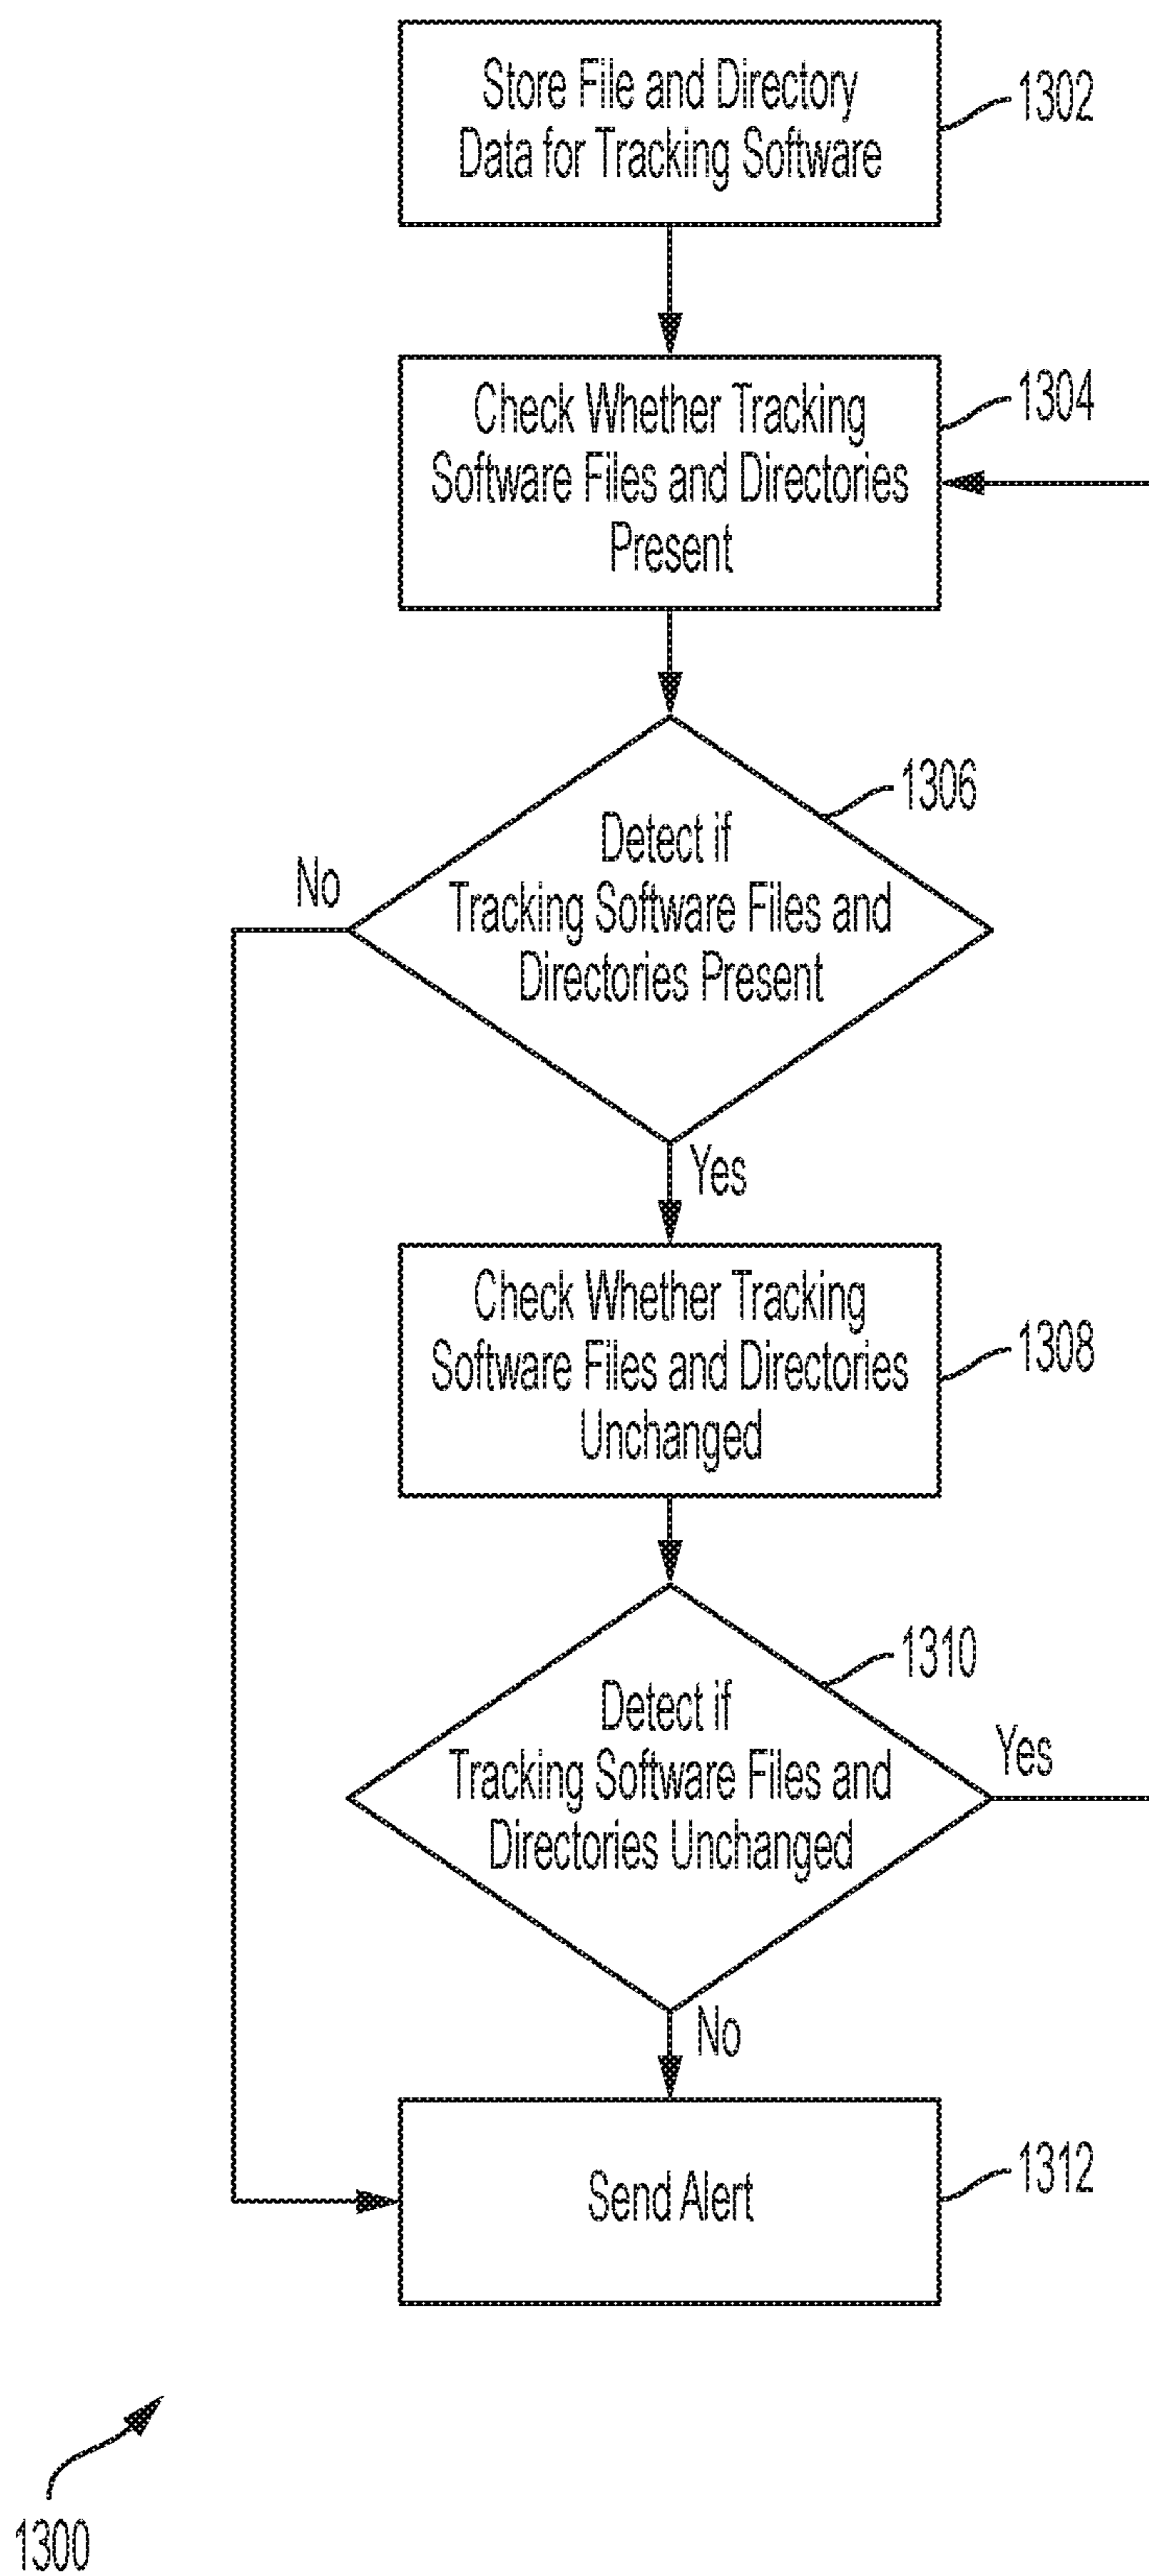 Store File and Directory
Data for Tracking Software
1302
Check Whether Tracking
Software Files and Directories
Present
1304
1306
Detect if
Tracking Software Files and
Directories Present
No
Yes
Check Whether Tracking
Software Files and Directories
Unchanged
1308
1310
Detect if
Tracking Software Files and
Directories Unchanged
Yes
No
Send Alert
1312
1300